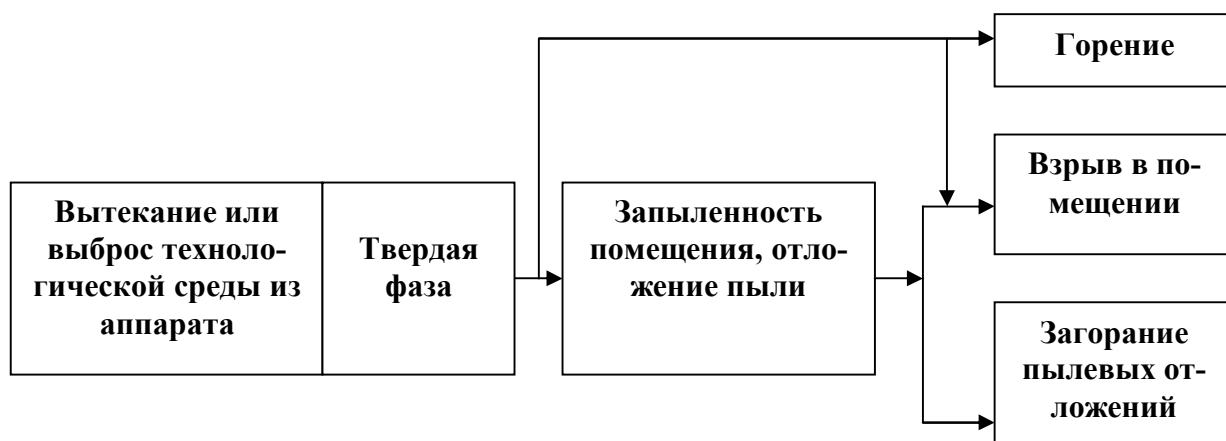 Вытекание или
выброс техноло-
гической среды из
аппарата
Твердая
фаза
Запыленность
помещения, отло-
жение пыли
Горение
Взрыв в по-
мещении
Загорание
пылевых от-
ложений